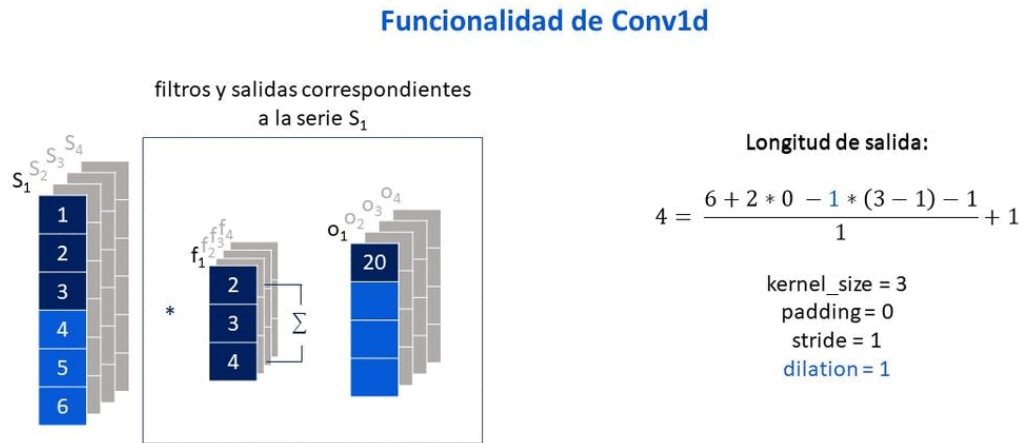 Funcionalidad de Conv1d
filtros y salidas correspondientes
a la serie S₁
S₁ S₂ S₃ S₄
1
2
3
4
5
6
*
f₁ f₂ f₃ f₄
2
3
4
∑
o₁ o₂ o₃ o₄
20
Longitud de salida:
4 = (6 + 2 * 0 − 1 * (3 − 1) − 1) / 1 + 1
kernel_size = 3
padding = 0
stride = 1
dilation = 1